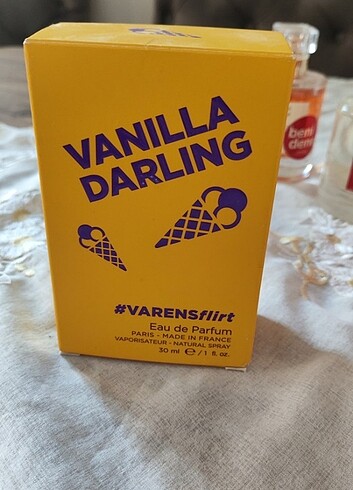 VANILLA
DARLING
#VARENSflirt
Eau de Parfum
PARIS - MADE IN FRANCE
VAPORISATEUR - NATURAL SPRAY
30 ml ℮ / 1 fl. oz.